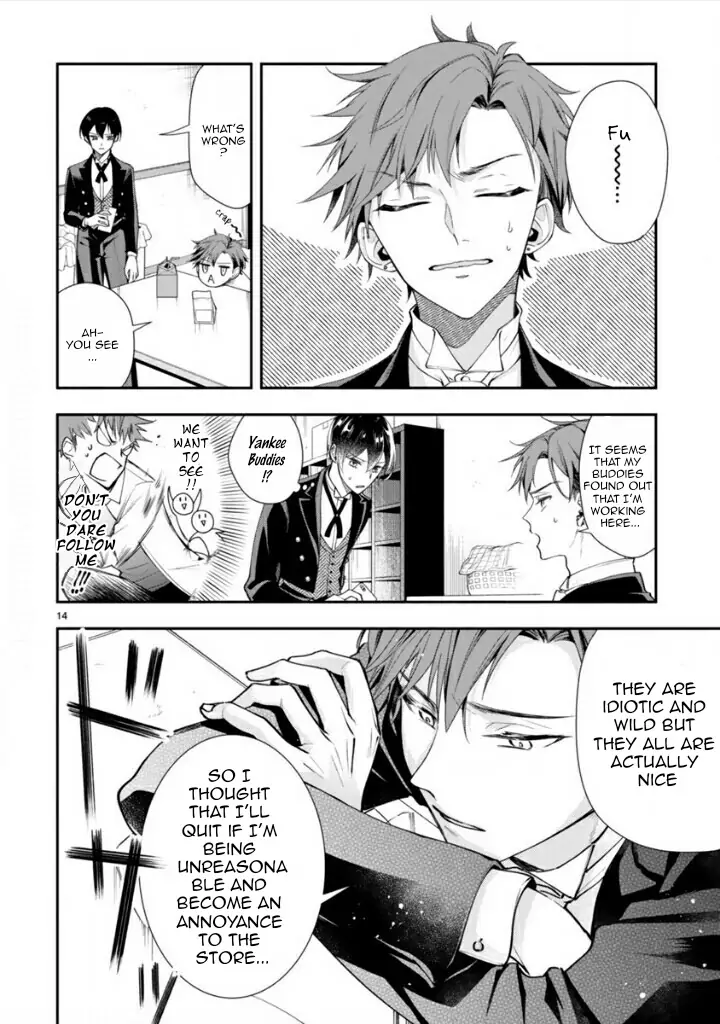 Fu
~~~...
WHAT'S
WRONG
?
crap~
AH-
YOU SEE
...
IT SEEMS
THAT MY
BUDDIES
FOUND OUT
THAT I'M
WORKING
HERE...
Yankee
Buddies
!?
WE
WANT
TO
SEE!!
DON'T
YOU
DARE
FOLLOW
ME
!!!
14
THEY ARE
IDIOTIC AND
WILD BUT
THEY ALL ARE
ACTUALLY
NICE
SO I
THOUGHT
THAT I'LL
QUIT IF I'M
BEING
UNREASONA
BLE AND
BECOME AN
ANNOYANCE
TO THE
STORE...